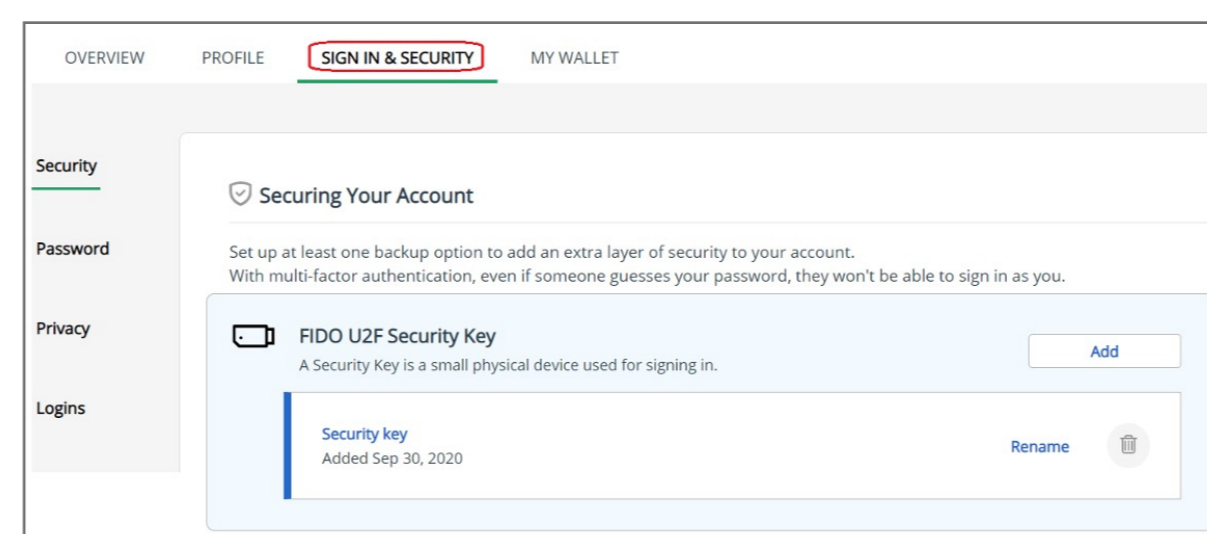 OVERVIEW PROFILE SIGN IN & SECURITY MY WALLET
Security
Password
Privacy
Logins
Securing Your Account
Set up at least one backup option to add an extra layer of security to your account.
With multi-factor authentication, even if someone guesses your password, they won't be able to sign in as you.
FIDO U2F Security Key
A Security Key is a small physical device used for signing in.
Add
Security key
Added Sep 30, 2020
Rename